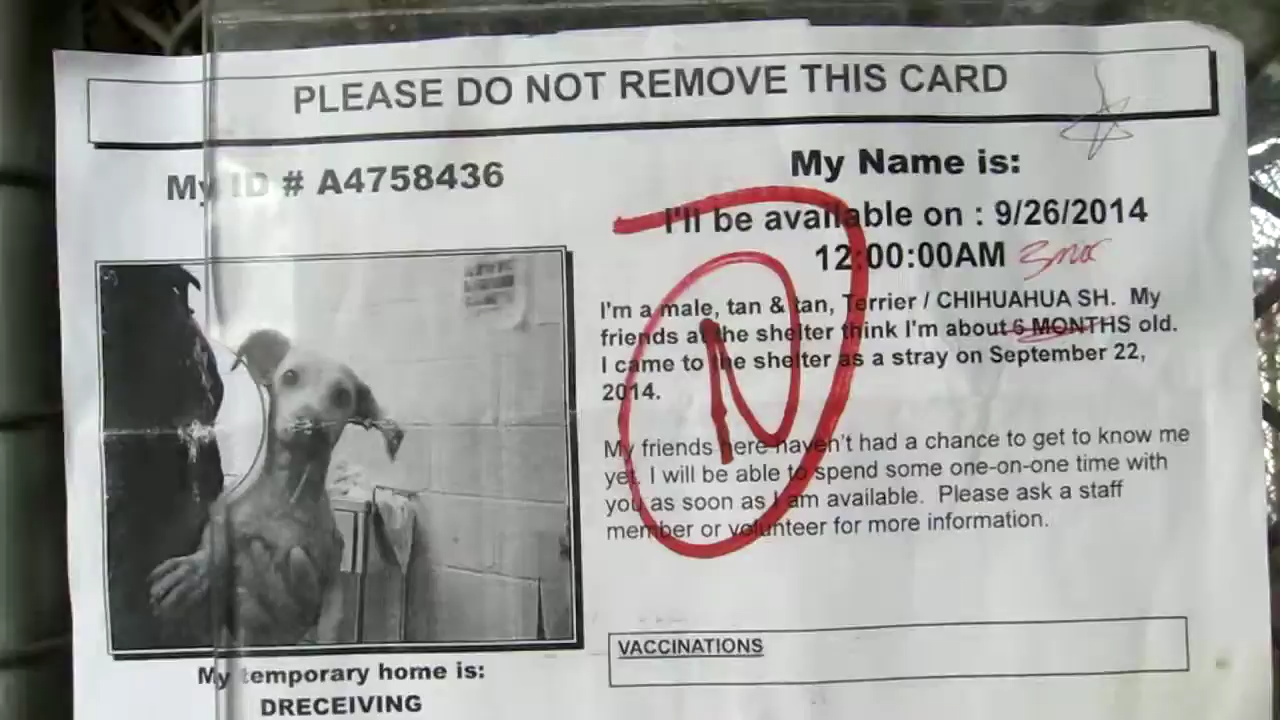 PLEASE DO NOT REMOVE THIS CARD
My ID # A4758436
My Name is:
I'll be available on : 9/26/2014
12:00:00AM 3mos
I'm a male, tan & tan, Terrier / CHIHUAHUA SH. My
friends at the shelter think I'm about 6 MONTHS old.
I came to the shelter as a stray on September 22,
2014.
N
My friends here haven't had a chance to get to know me
yet. I will be able to spend some one-on-one time with
you as soon as I am available. Please ask a staff
member or volunteer for more information.
VACCINATIONS
My temporary home is:
DRECEIVING